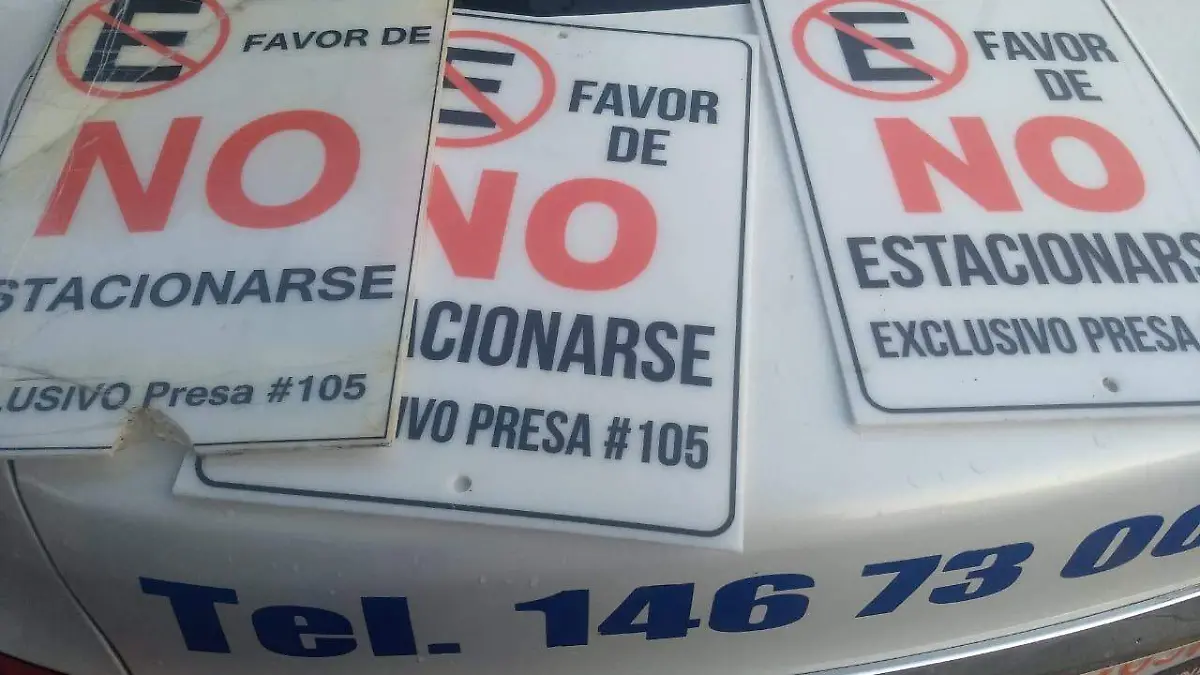 E FAVOR DE
NO
STACIONARSE
LUSIVO Presa #105
E FAVOR
DE
NO
ACIONARSE
IVO PRESA #105
E FAVOR
DE
NO
ESTACIONARS
EXCLUSIVO PRESA
Tel. 146 73 00